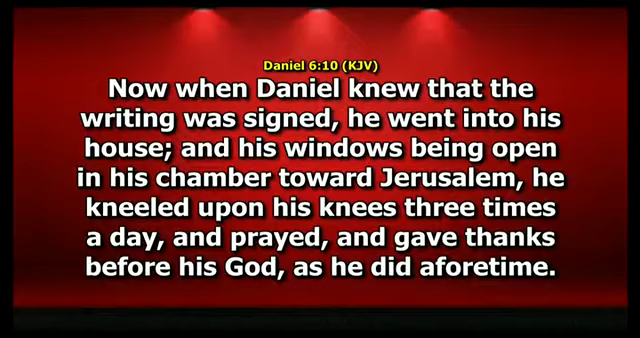 Daniel 6:10 (KJV)
Now when Daniel knew that the
writing was signed, he went into his
house; and his windows being open
in his chamber toward Jerusalem, he
kneeled upon his knees three times
a day, and prayed, and gave thanks
before his God, as he did aforetime.